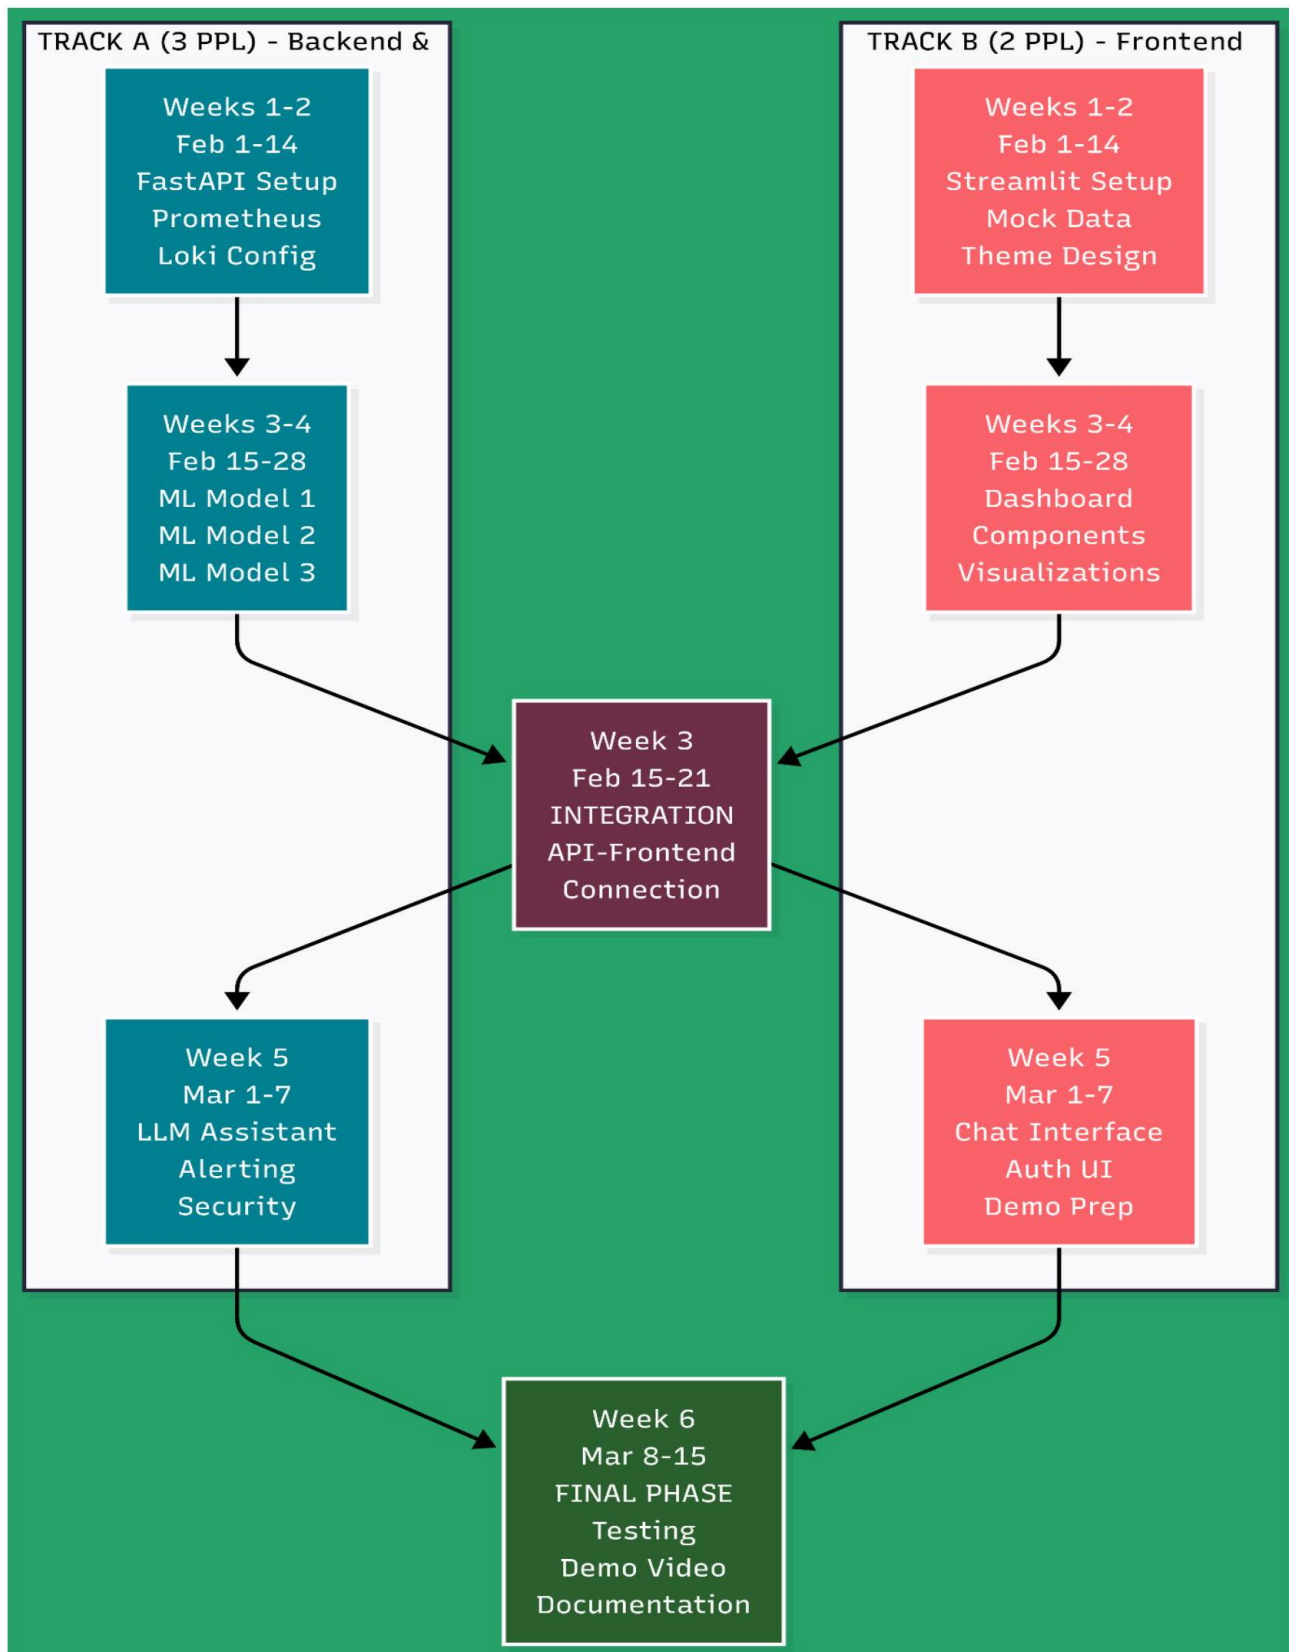 TRACK A (3 PPL) - Backend &
Weeks 1-2
Feb 1-14
FastAPI Setup
Prometheus
Loki Config
Weeks 3-4
Feb 15-28
ML Model 1
ML Model 2
ML Model 3
TRACK B (2 PPL) - Frontend
Weeks 1-2
Feb 1-14
Streamlit Setup
Mock Data
Theme Design
Weeks 3-4
Feb 15-28
Dashboard
Components
Visualizations
Week 3
Feb 15-21
INTEGRATION
API-Frontend
Connection
Week 5
Mar 1-7
LLM Assistant
Alerting
Security
Week 5
Mar 1-7
Chat Interface
Auth UI
Demo Prep
Week 6
Mar 8-15
FINAL PHASE
Testing
Demo Video
Documentation